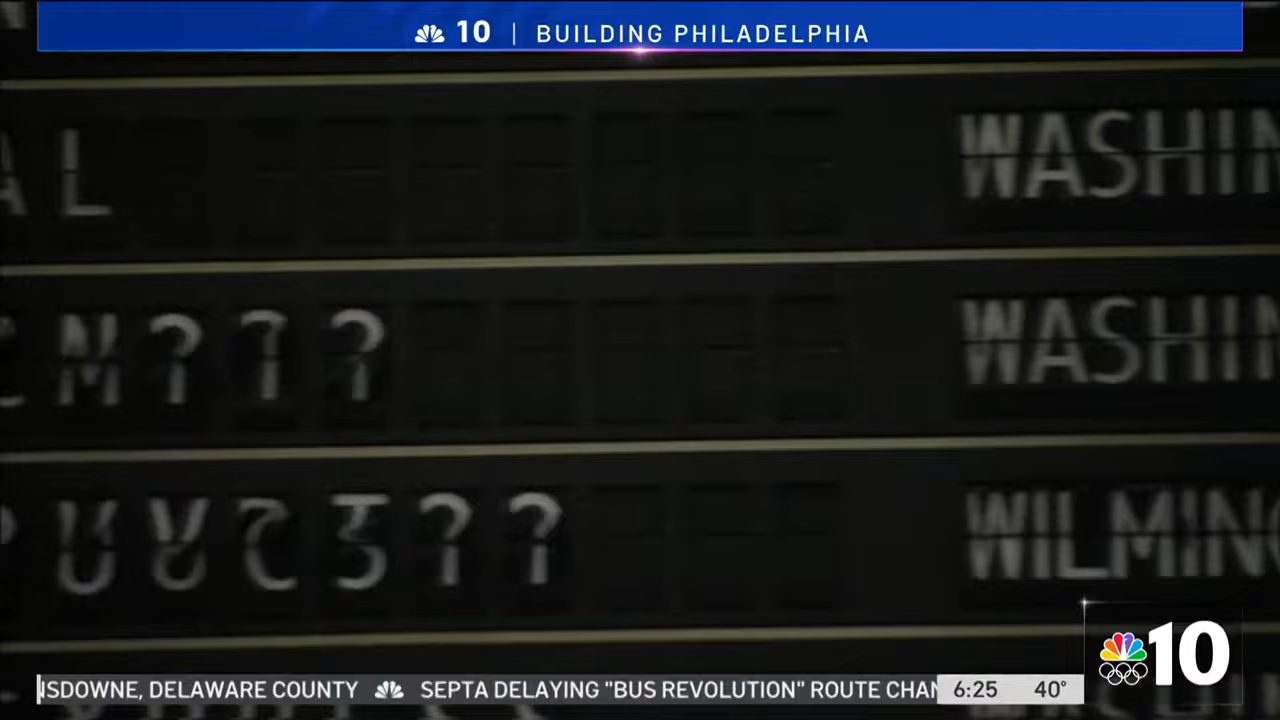 10 | BUILDING PHILADELPHIA
AL WASHIN
M??? WASHIN
?? WILMING
NSDOWNE, DELAWARE COUNTY SEPTA DELAYING "BUS REVOLUTION" ROUTE CHAN
6:25 40°
10